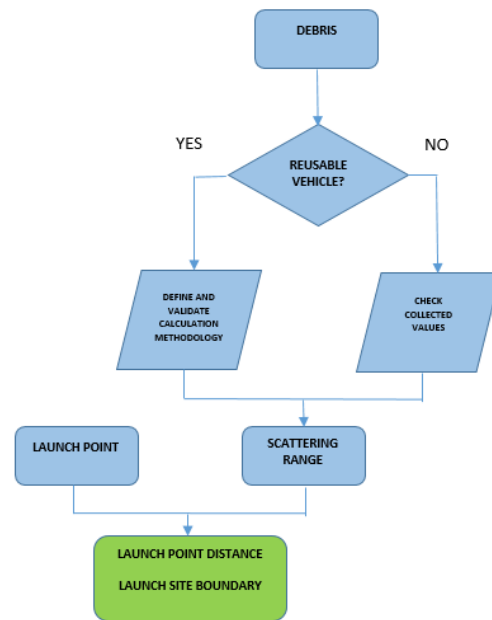 DEBRIS
YES
NO
REUSABLE
VEHICLE?
DEFINE AND
VALIDATE
CALCULATION
METHODOLOGY
CHECK
COLLECTED
VALUES
LAUNCH POINT
SCATTERING
RANGE
LAUNCH POINT DISTANCE
LAUNCH SITE BOUNDARY